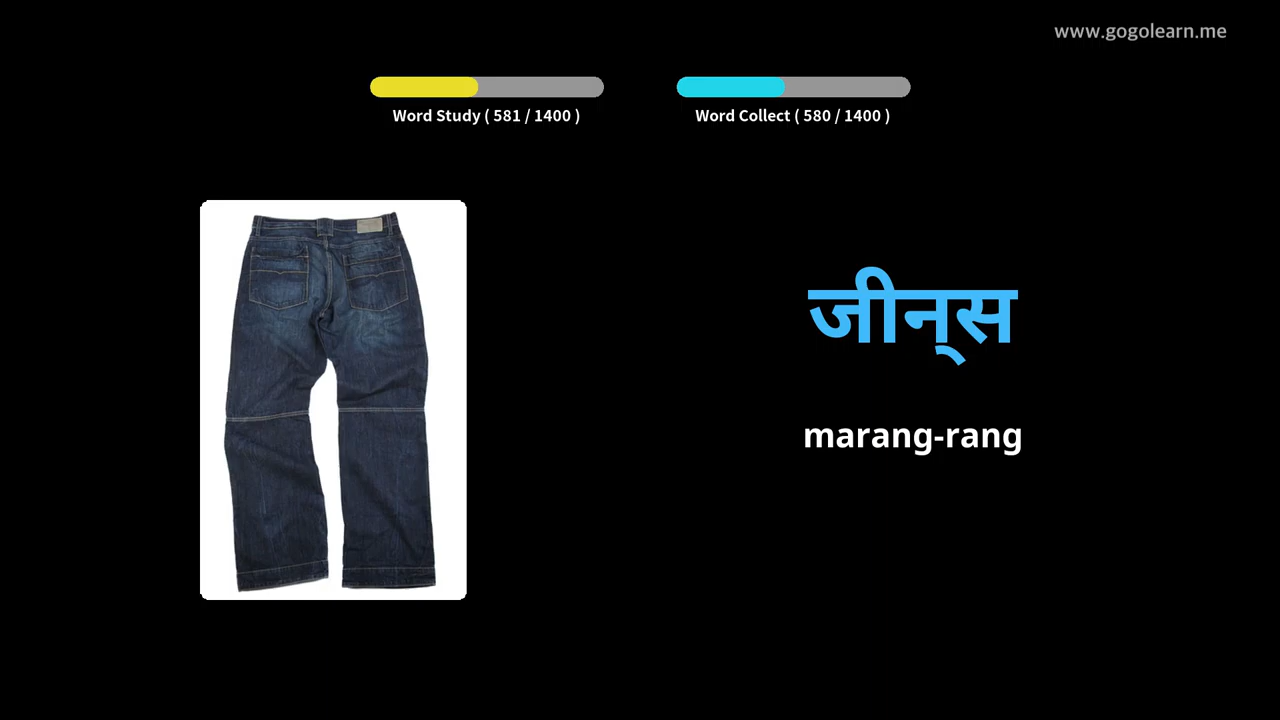 www.gogolearn.me
Word Study ( 581 / 1400 )
Word Collect ( 580 / 1400 )
जीन्‌स
marang-rang